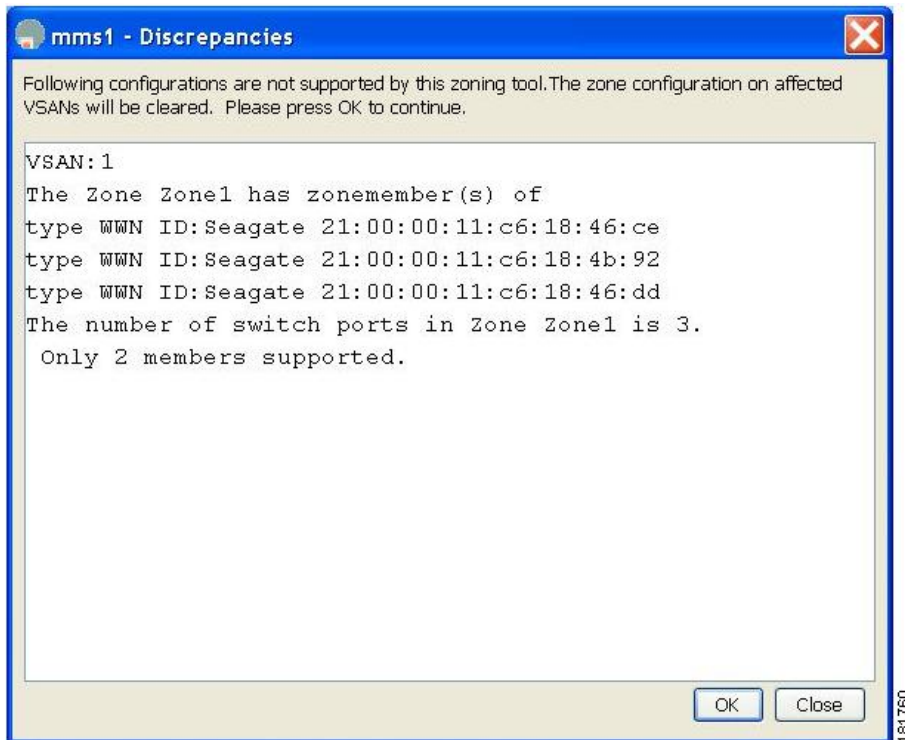 mms1 - Discrepancies
Following configurations are not supported by this zoning tool.The zone configuration on affected
VSANs will be cleared. Please press OK to continue.
VSAN:1
The Zone Zone1 has zonemember(s) of
type WWN ID:Seagate 21:00:00:11:c6:18:46:ce
type WWN ID:Seagate 21:00:00:11:c6:18:4b:92
type WWN ID:Seagate 21:00:00:11:c6:18:46:dd
The number of switch ports in Zone Zone1 is 3.
Only 2 members supported.
OK
Close
181760